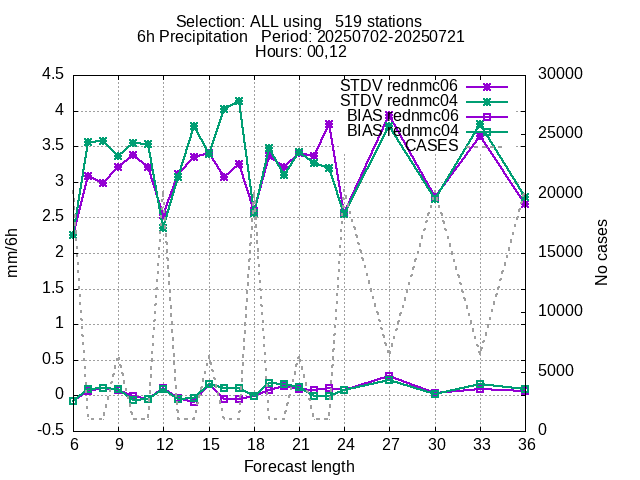 Selection: ALL using   519 stations
6h Precipitation   Period: 20250702-20250721
Hours: 00,12
STDV rednmc06
STDV rednmc04
BIAS rednmc06
BIAS rednmc04
CASES
4.5
4
3.5
3
2.5
2
1.5
1
0.5
0
-0.5
mm/6h
30000
25000
20000
15000
10000
5000
0
No cases
6 9 12 15 18 21 24 27 30 33 36
Forecast length